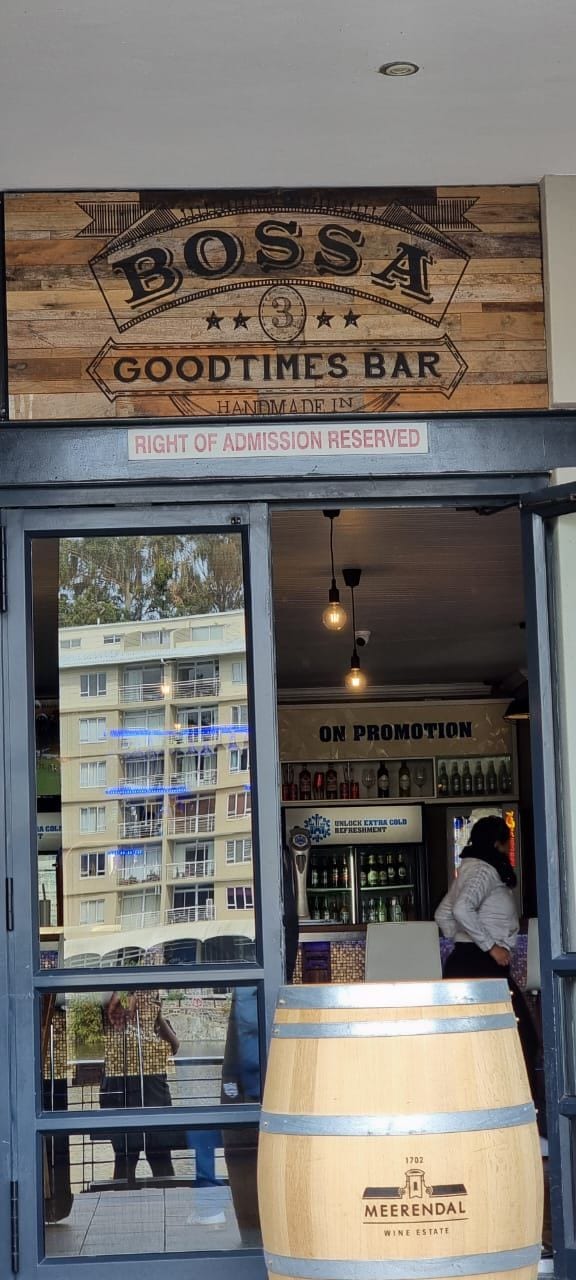 BOSSA
3
GOODTIMES BAR
HANDMADE IN
RIGHT OF ADMISSION RESERVED
ON PROMOTION
UNLOCK EXTRA COLD
REFRESHMENT
1702
MEERENDAL
WINE ESTATE